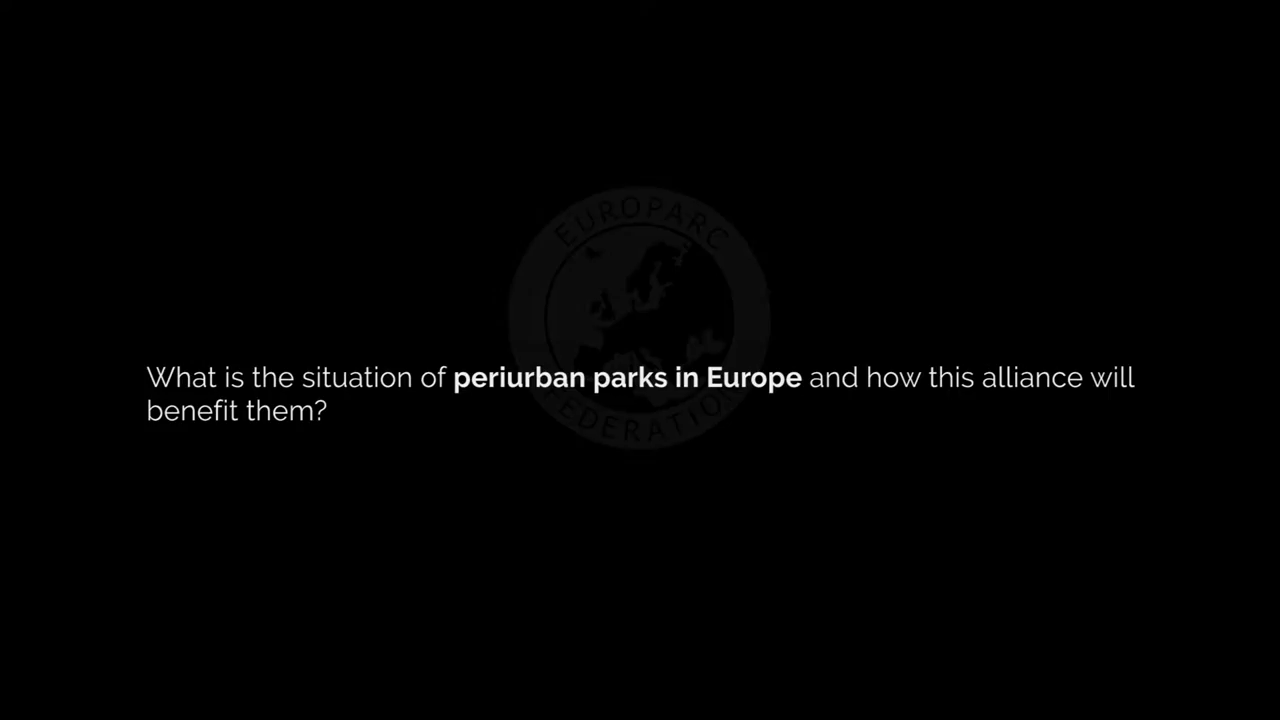 EUROPARC
What is the situation of periurban parks in Europe and how this alliance will
benefit them?
FEDERATION